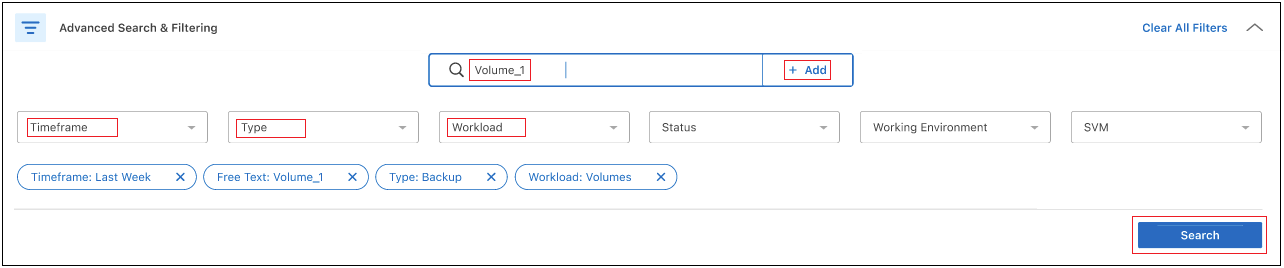 Advanced Search & Filtering Clear All Filters
Volume_1 + Add
Timeframe Type Workload Status Working Environment SVM
Timeframe: Last Week Free Text: Volume_1 Type: Backup Workload: Volumes
Search